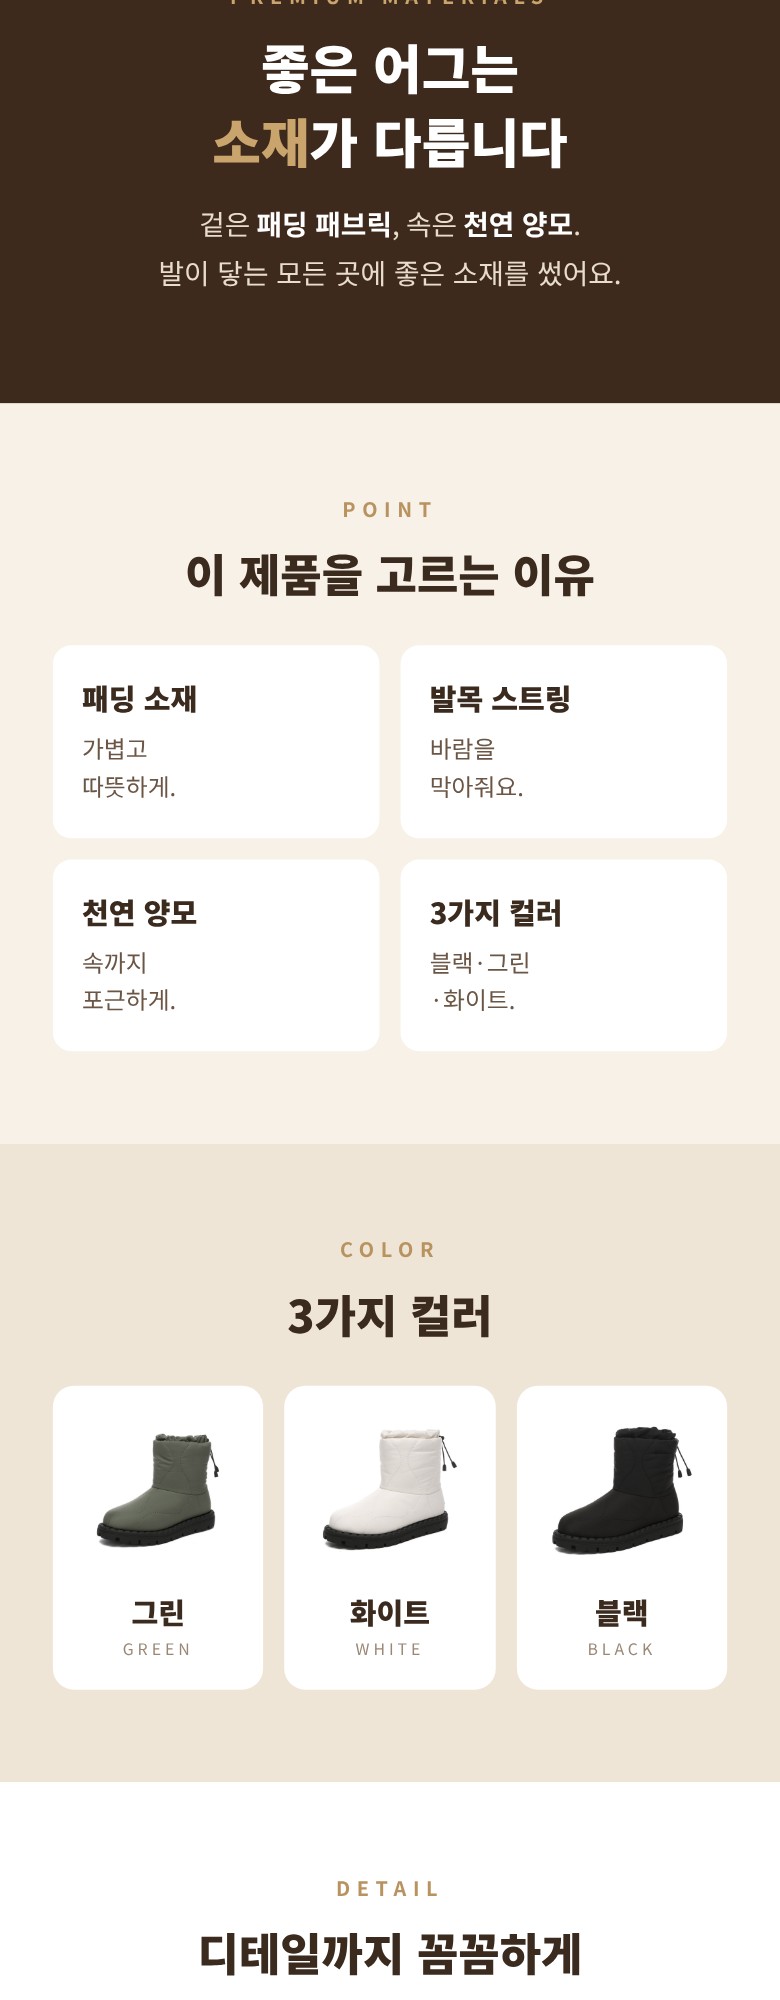 PREMIUM MATERIALS
좋은 어그는
소재가 다릅니다
겉은 패딩 패브릭, 속은 천연 양모.
발이 닿는 모든 곳에 좋은 소재를 썼어요.
POINT
이 제품을 고르는 이유
패딩 소재
가볍고
따뜻하게.
발목 스트링
바람을
막아줘요.
천연 양모
속까지
포근하게.
3가지 컬러
블랙·그린
·화이트.
COLOR
3가지 컬러
그린
GREEN
화이트
WHITE
블랙
BLACK
DETAIL
디테일까지 꼼꼼하게